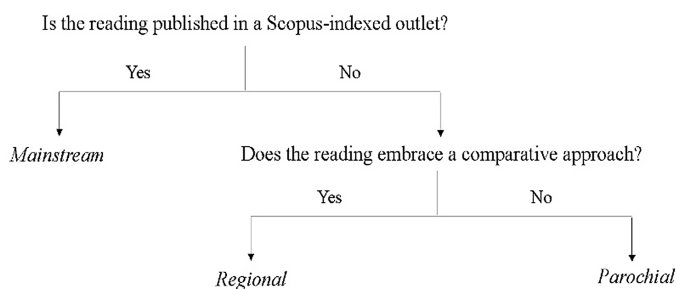 Is the reading published in a Scopus-indexed outlet?
Yes
No
Mainstream
Does the reading embrace a comparative approach?
Yes
No
Regional
Parochial